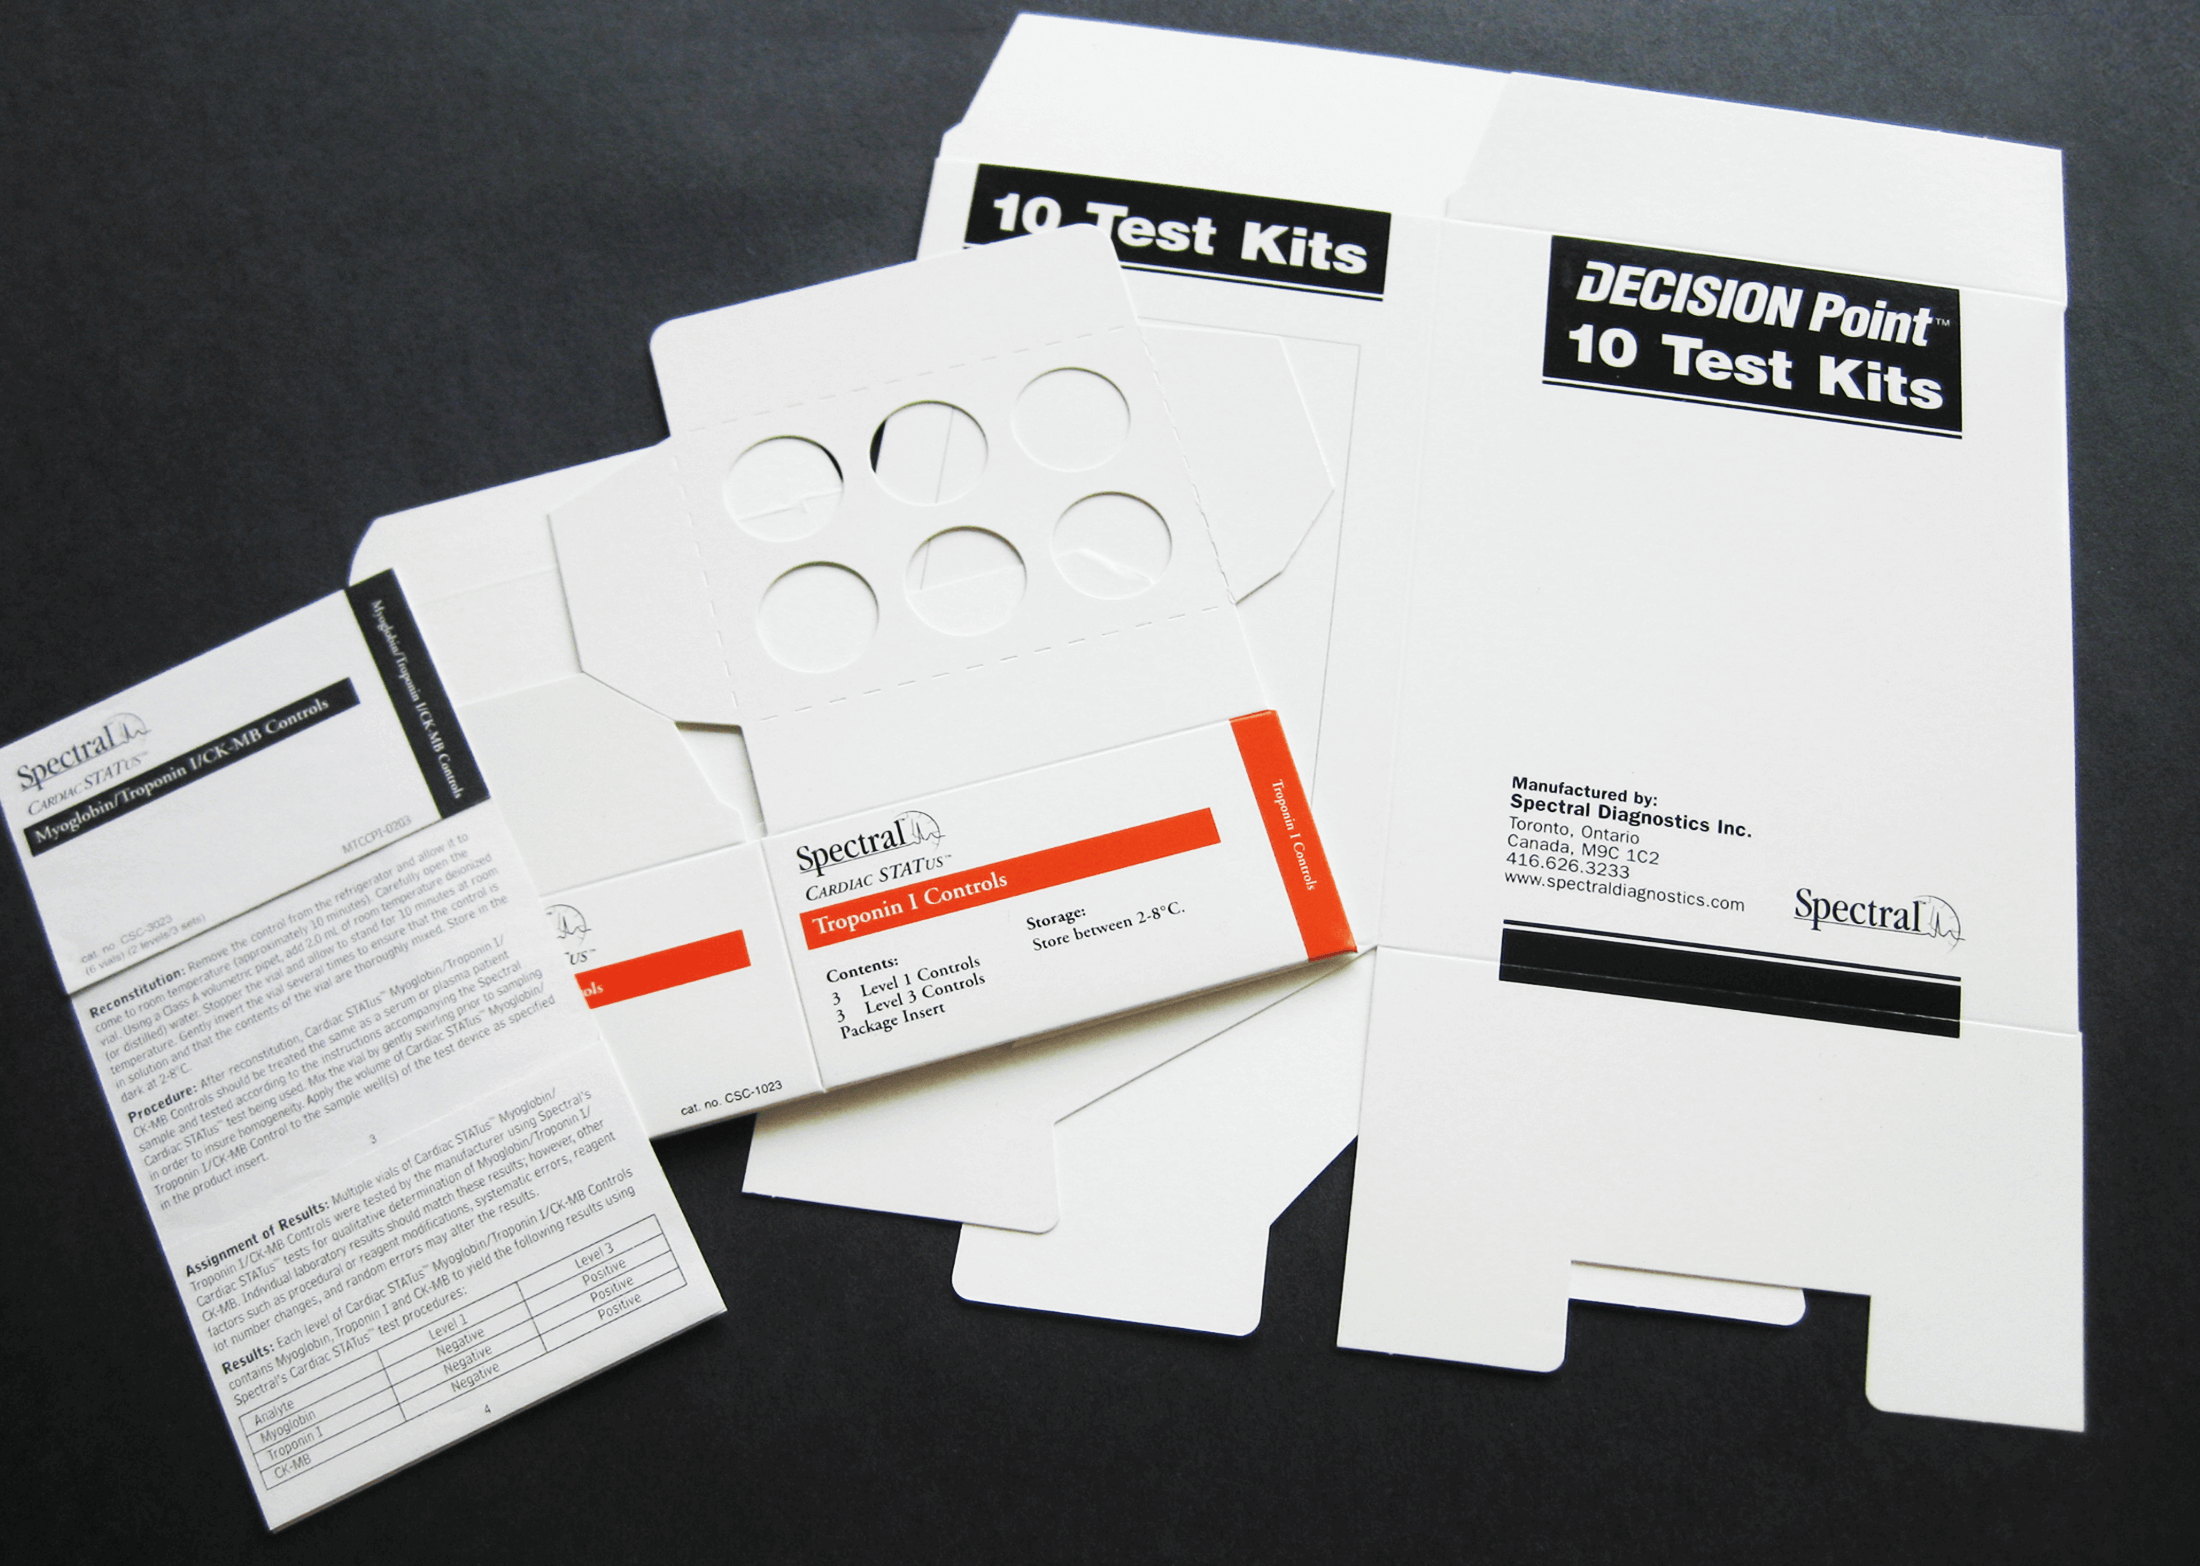 10 Test Kits
DECISION Point™
10 Test Kits
Manufactured by:
Spectral Diagnostics Inc.
Toronto, Ontario
Canada, M9C 1C2
416.626.3233
www.spectraldiagnostics.com
Spectral™
Spectral™
CARDIAC STATUS™
Troponin I Controls
Troponin I Controls
Contents:
3 Level 1 Controls
3 Level 3 Controls
Package Insert
Storage:
Store between 2-8°C.
US™
ols
cat. no. CSC-1023
Spectral
CARDIAC STATUS™
Myoglobin/Troponin I/CK-MB Controls
Myoglobin/Troponin I/CK-MB Controls
MTCCPI-0203
cat. no. CSC-3023
(6 vials) (2 levels/3 sets)
Reconstitution: Remove the control from the refrigerator and allow it to
come to room temperature (approximately 10 minutes). Carefully open the
vial. Using a Class A volumetric pipet, add 2.0 mL of room temperature deionized
(or distilled) water. Stopper the vial and allow to stand for 10 minutes at room
temperature. Gently invert the vial several times to ensure that the control is
in solution and that the contents of the vial are thoroughly mixed. Store in the
dark at 2-8°C.
Procedure: After reconstitution, Cardiac STATus™ Myoglobin/Troponin I/
CK-MB Controls should be treated the same as a serum or plasma patient
sample and tested according to the instructions accompanying the Spectral
Cardiac STATus™ test being used. Mix the vial by gently swirling prior to sampling
in order to insure homogeneity. Apply the volume of Cardiac STATus™ Myoglobin/
Troponin I/CK-MB Control to the sample well(s) of the test device as specified
in the product insert.
3
Assignment of Results: Multiple vials of Cardiac STATus™ Myoglobin/
Troponin I/CK-MB Controls were tested by the manufacturer using Spectral's
Cardiac STATus™ tests for qualitative determination of Myoglobin/Troponin I/
CK-MB. Individual laboratory results should match these results; however, other
factors such as procedural or reagent modifications, systematic errors, reagent
lot number changes, and random errors may alter the results.
Results: Each level of Cardiac STATus™ Myoglobin/Troponin I/CK-MB Controls
contains Myoglobin, Troponin I and CK-MB to yield the following results using
Spectral's Cardiac STATus™ test procedures:
Analyte Level 1 Level 3
Myoglobin Negative Positive
Troponin I Negative Positive
CK-MB Negative Positive
4